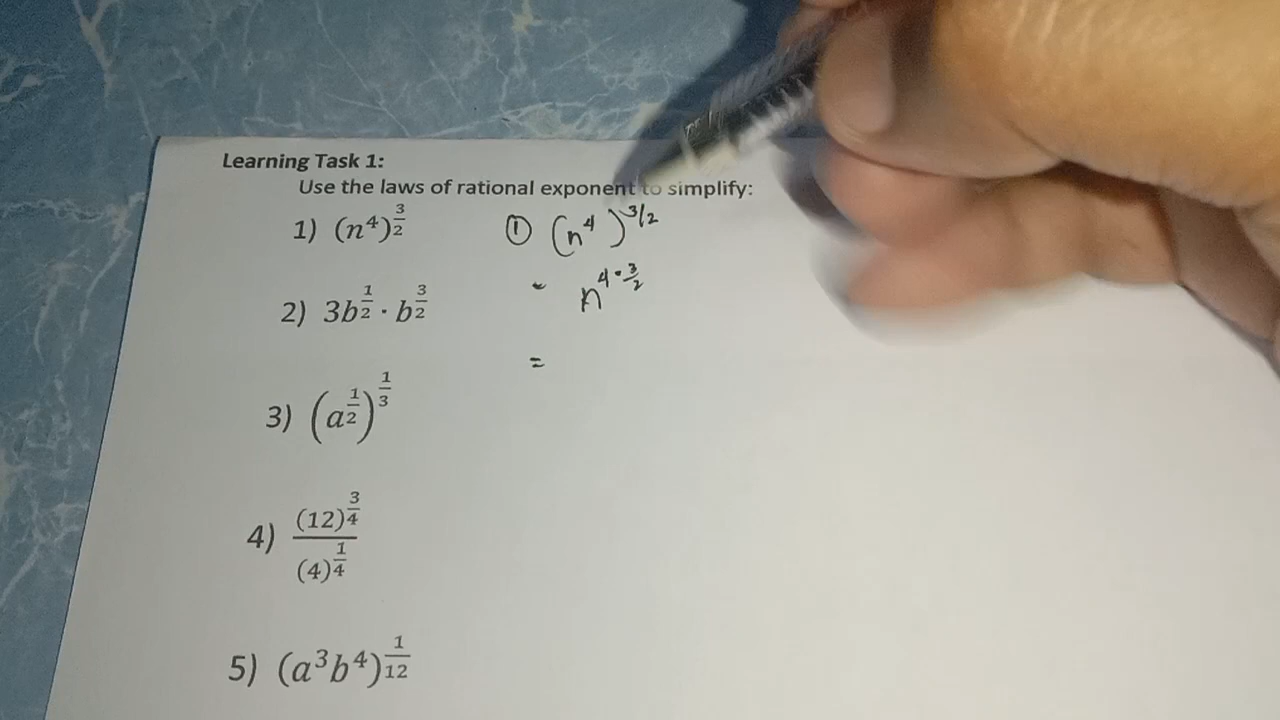 Learning Task 1:
Use the laws of rational exponent to simplify:
1) (n⁴)^(3/2)
① (n⁴)^(3/2)
= n^(4·3/2)
=
2) 3b^(1/2) · b^(3/2)
3) (a^(1/2))^(1/3)
4) (12)^(3/4) / (4)^(1/4)
5) (a³b⁴)^(1/12)